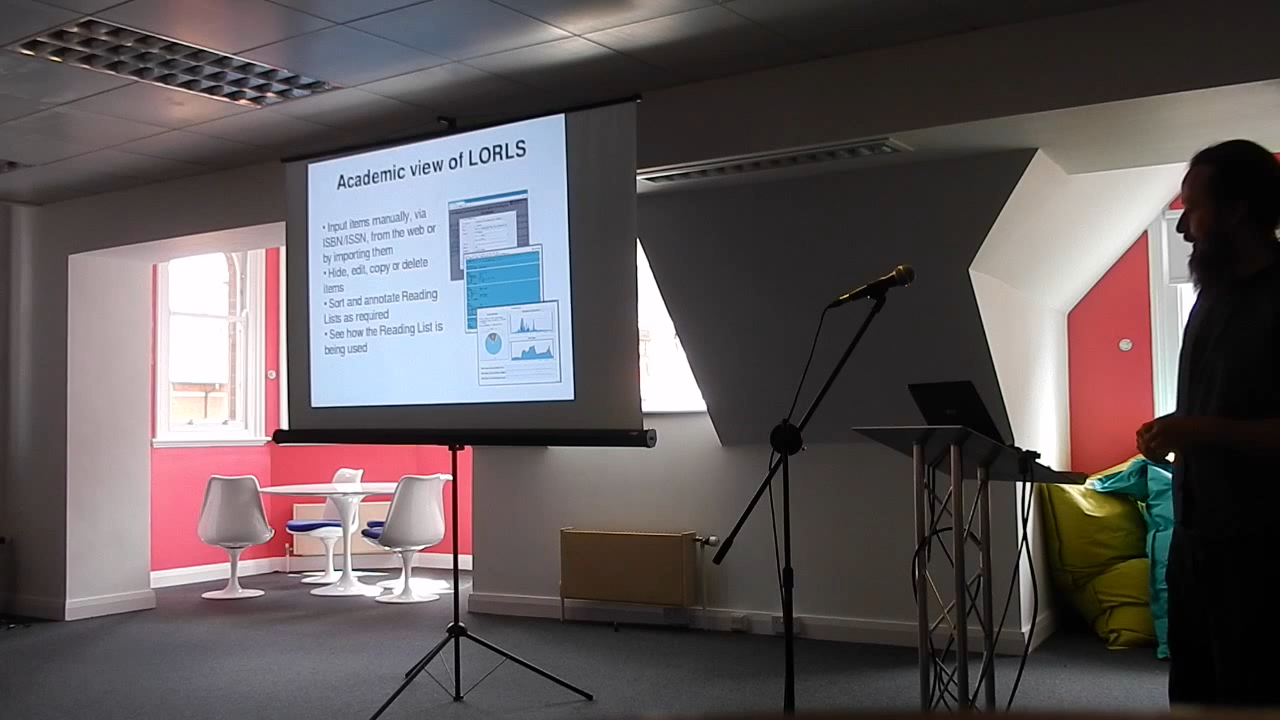 Academic view of LORLS
• Input items manually, via
ISBN/ISSN, from the web or
by importing them
• Hide, edit, copy or delete
items
• Sort and annotate Reading
Lists as required
• See how the Reading List is
being used